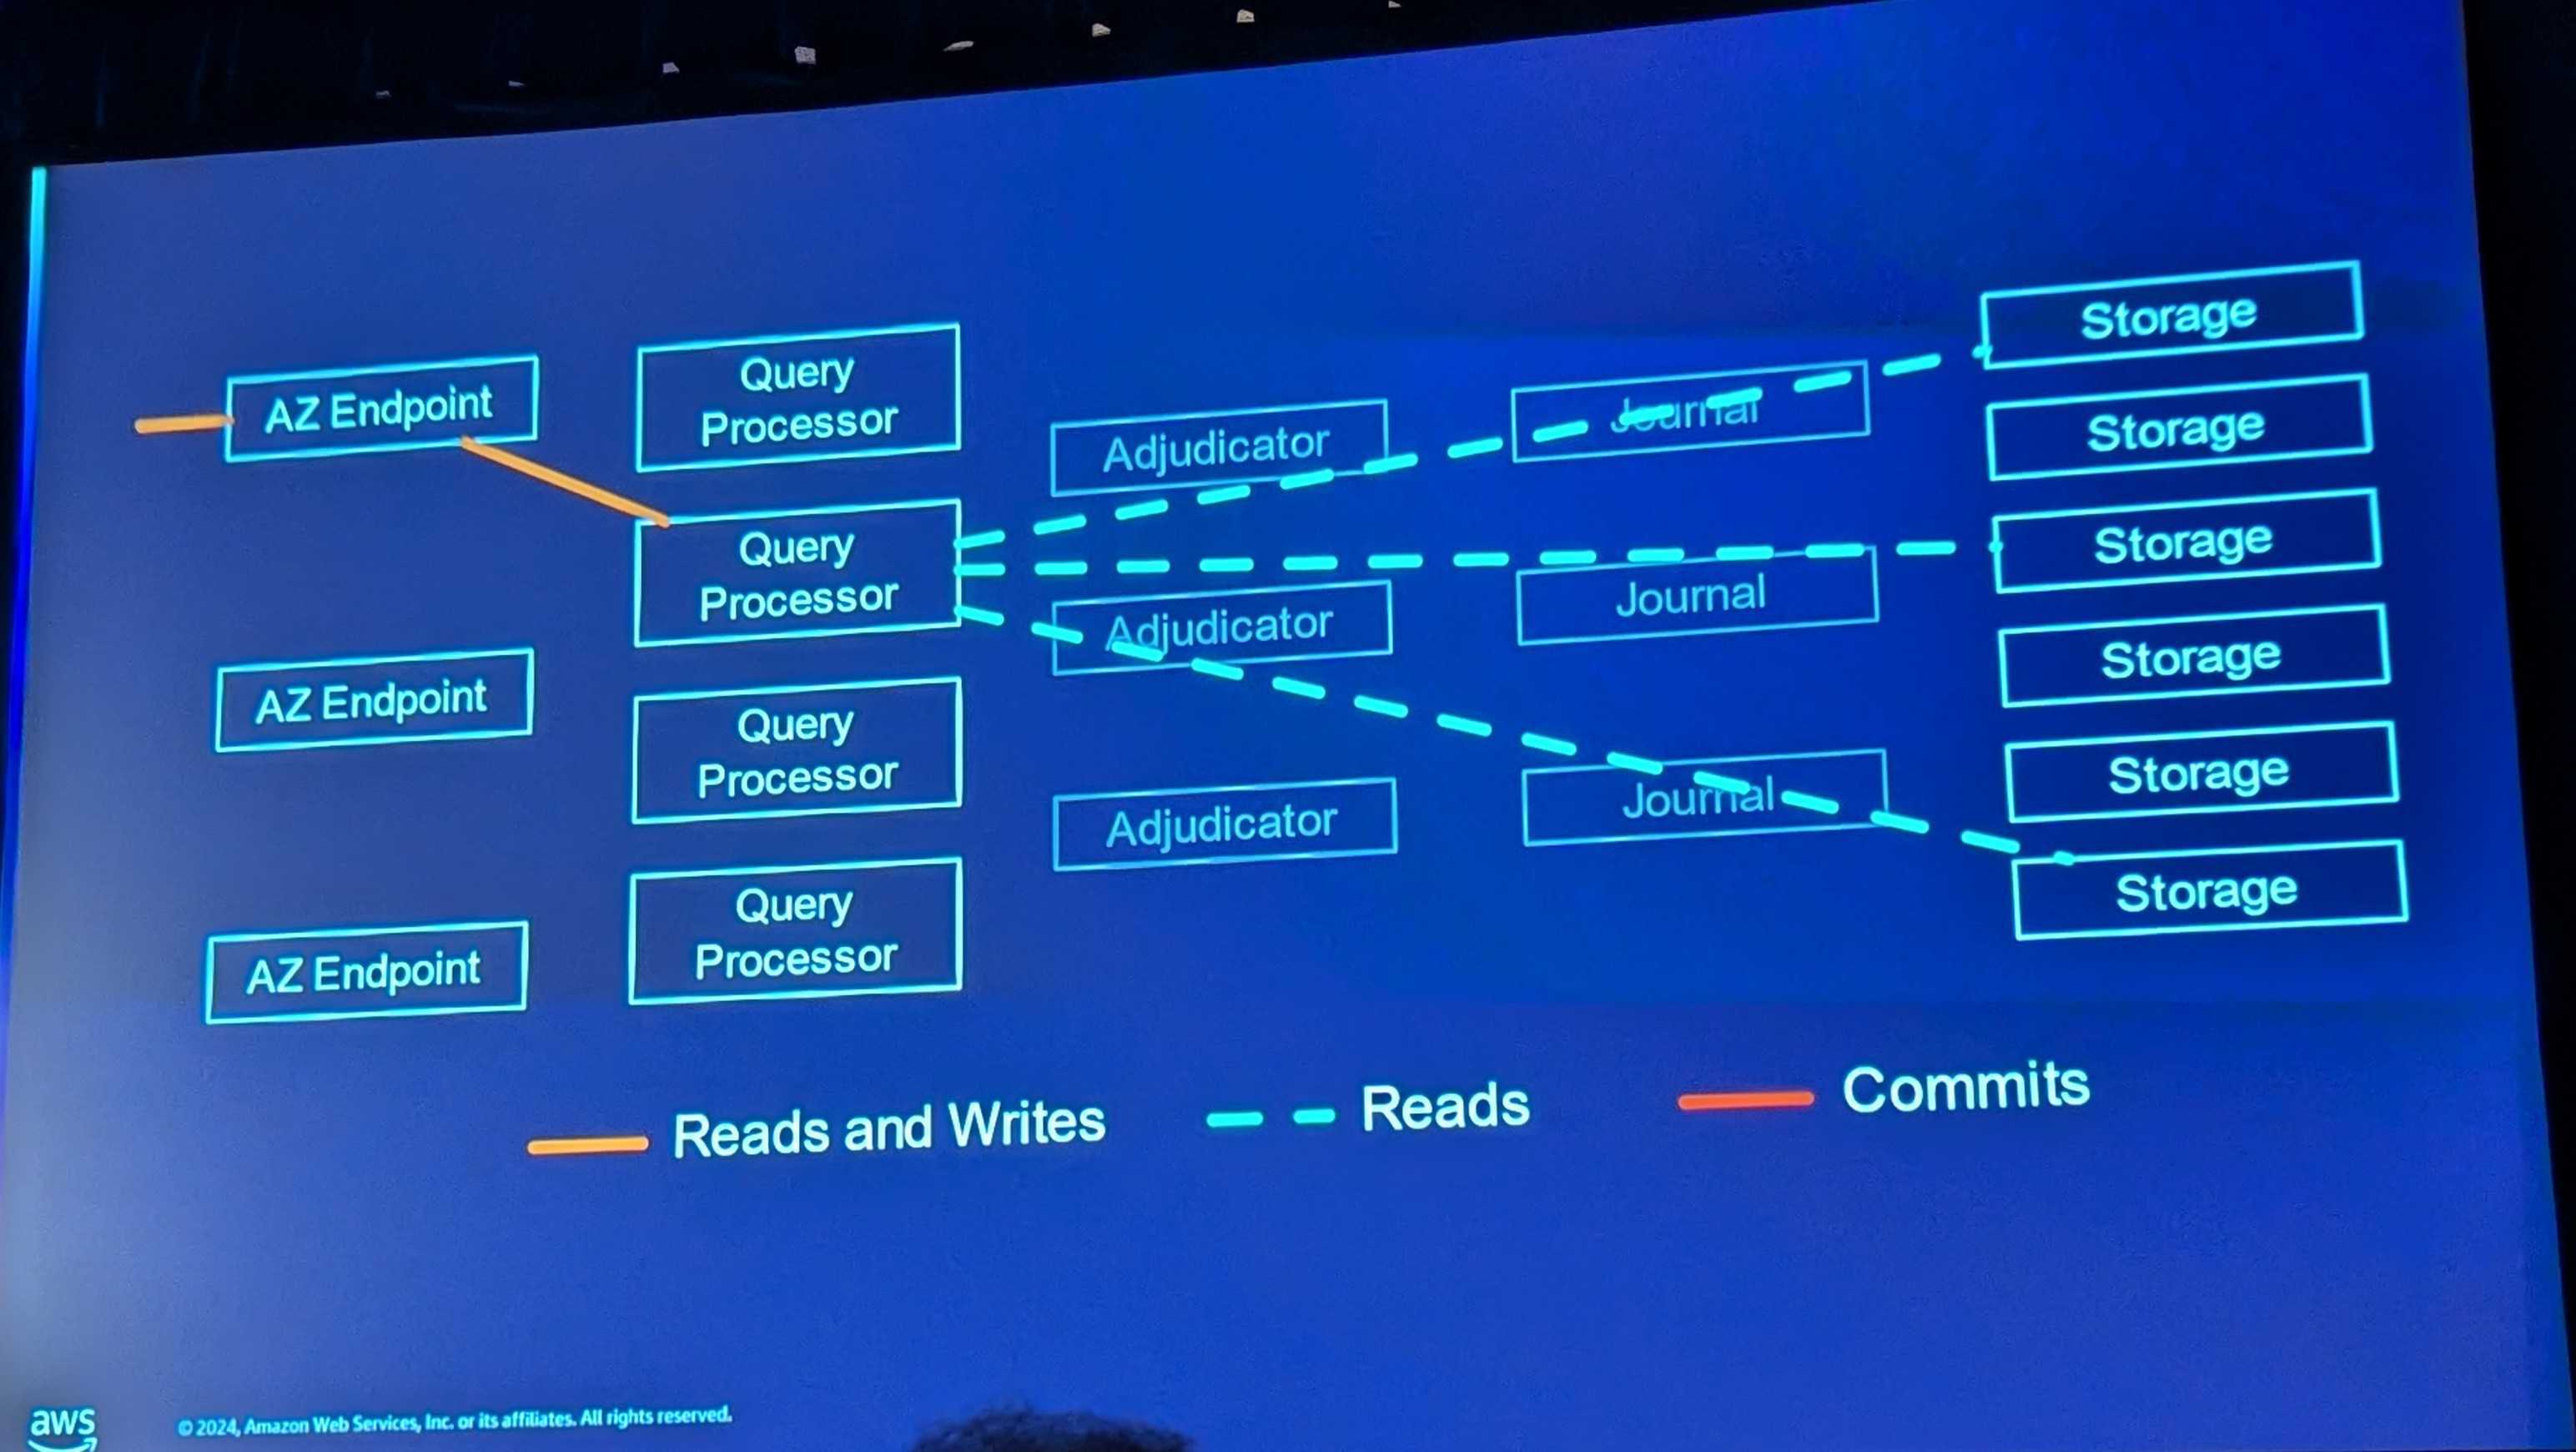 AZ Endpoint
AZ Endpoint
AZ Endpoint
Query
Processor
Query
Processor
Query
Processor
Query
Processor
Adjudicator
Adjudicator
Adjudicator
Journal
Journal
Journal
Storage
Storage
Storage
Storage
Storage
Storage
Reads and Writes
Reads
Commits
aws
© 2024, Amazon Web Services, Inc. or its affiliates. All rights reserved.